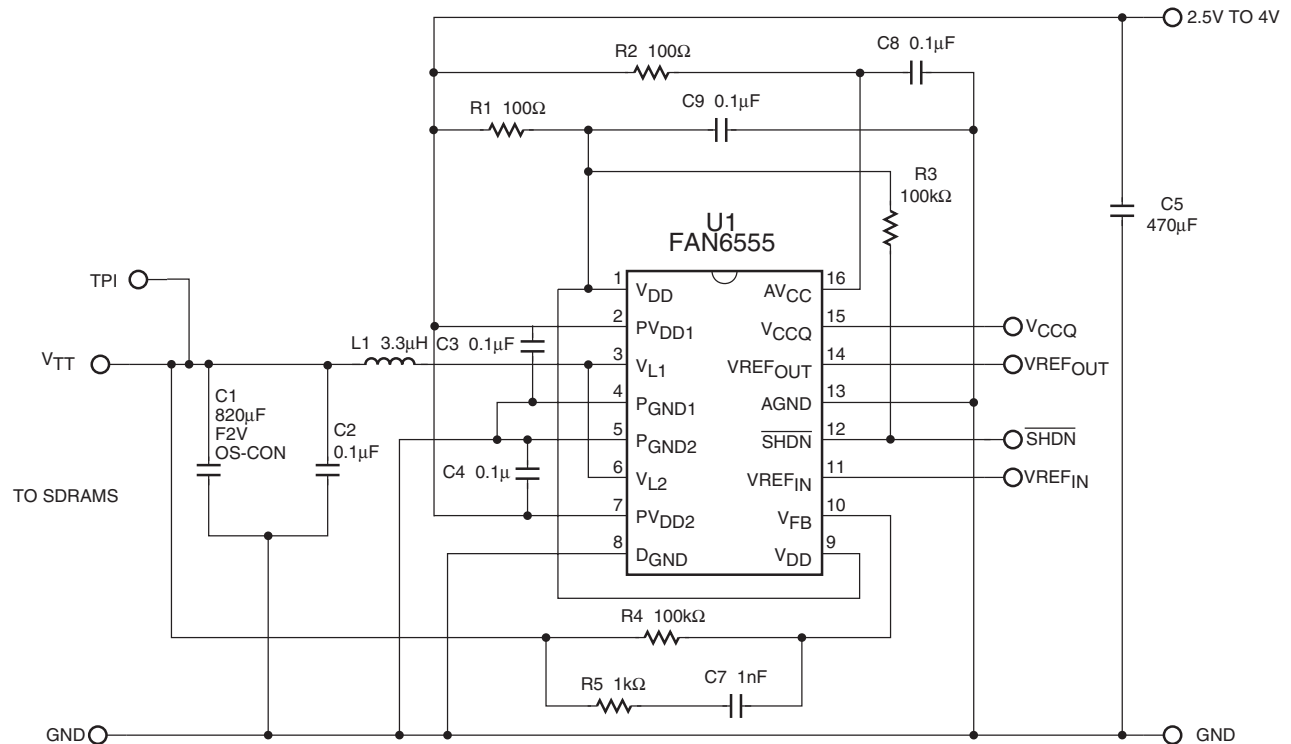 2.5V TO 4V
R2 100Ω
C8 0.1µF
R1 100Ω
C9 0.1µF
R3
100kΩ
C5
470µF
U1
FAN6555
TPI
VTT
L1 3.3µH
C3 0.1µF
C1
820µF
F2V
OS-CON
C2
0.1µF
C4 0.1µ
TO SDRAMS
1
VDD
2
PVDD1
3
VL1
4
PGND1
5
PGND2
6
VL2
7
PVDD2
8
DGND
16
AVCC
15
VCCQ
14
VREFOUT
13
AGND
12
SHDN
11
VREFIN
10
VFB
9
VDD
VCCQ
VREFOUT
SHDN
VREFIN
R4 100kΩ
R5 1kΩ
C7 1nF
GND
GND